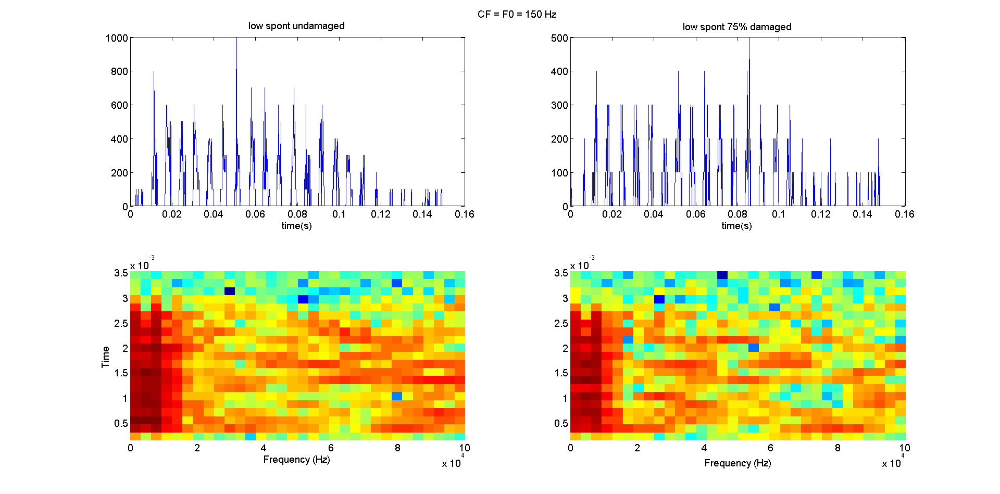 CF = F0 = 150 Hz
low spont undamaged
low spont 75% damaged
1000
800
600
400
200
0
0 0.02 0.04 0.06 0.08 0.1 0.12 0.14 0.16
time(s)
500
400
300
200
100
0
0 0.02 0.04 0.06 0.08 0.1 0.12 0.14 0.16
time(s)
x 10-3
3.5
3
2.5
2
1.5
1
0.5
Time
0 2 4 6 8 10
Frequency (Hz)
x 104
x 10-3
3.5
3
2.5
2
1.5
1
0.5
0 2 4 6 8 10
Frequency (Hz)
x 104